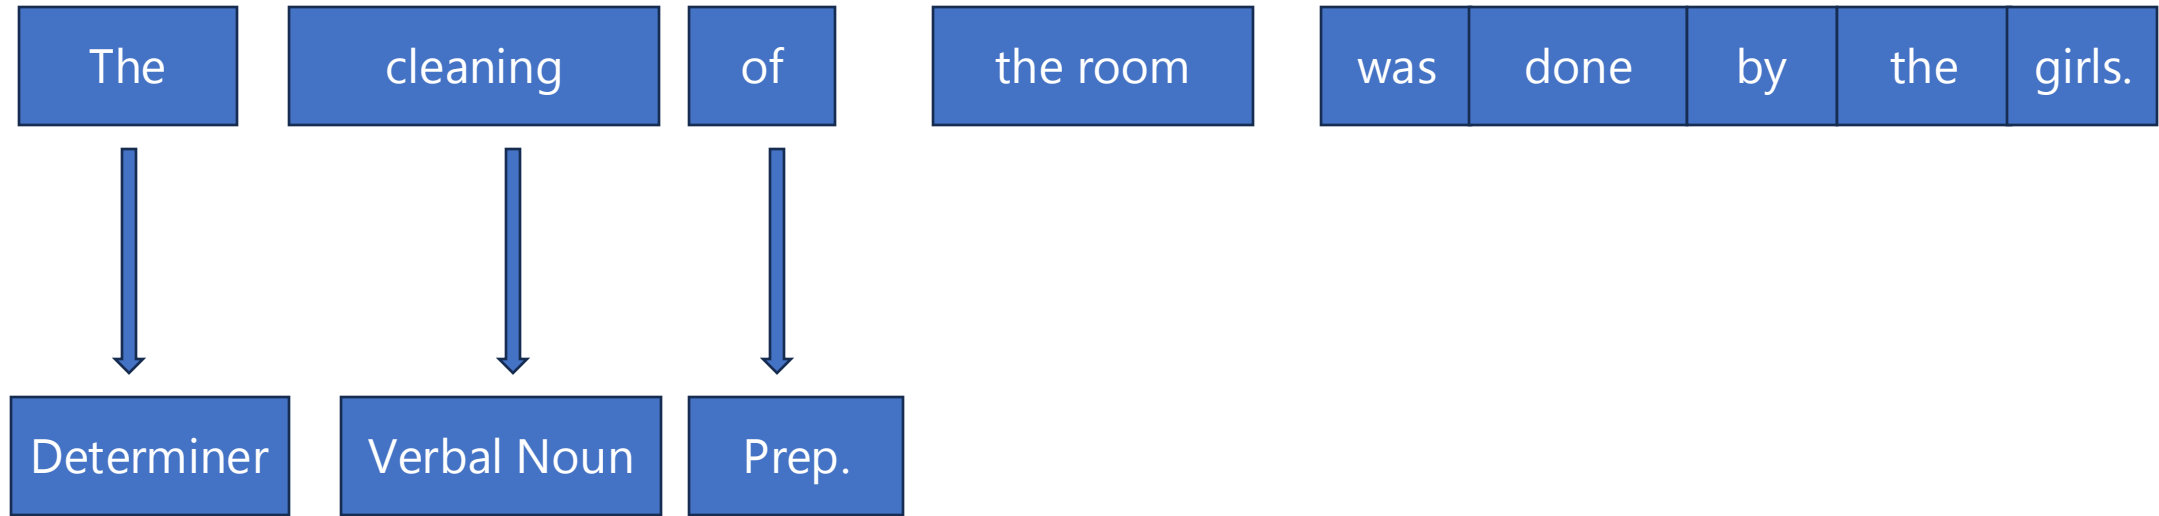 The cleaning of the room was done by the girls.
Determiner Verbal Noun Prep.